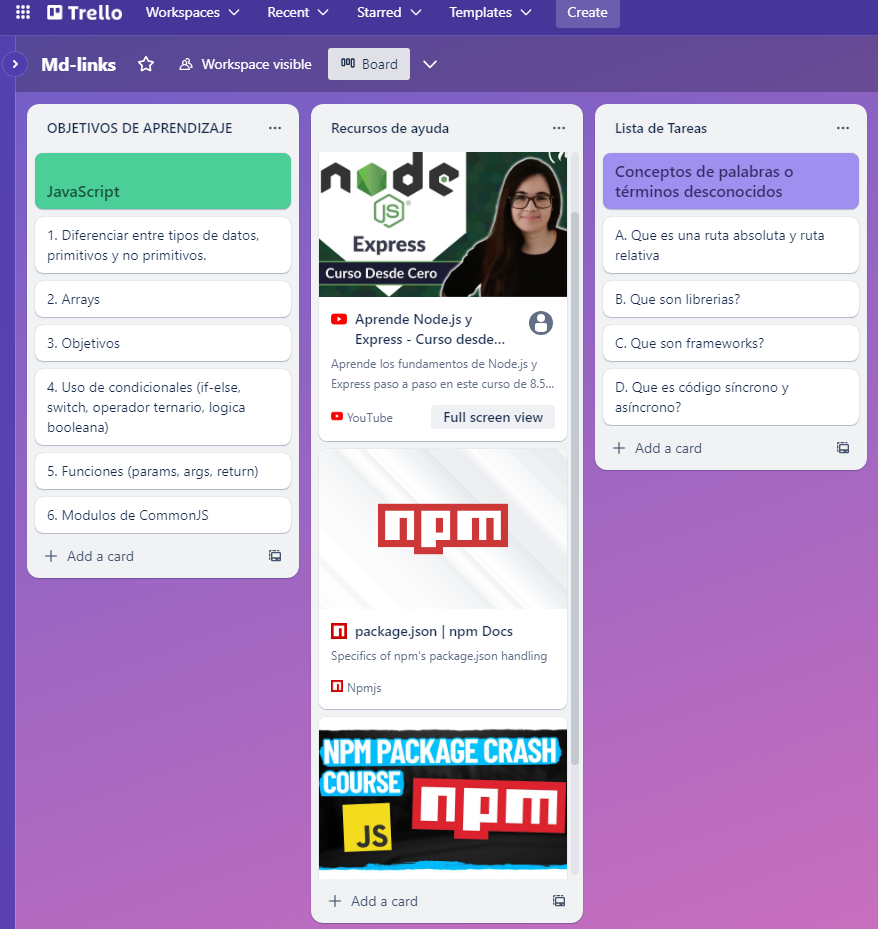 Trello
Workspaces
Recent
Starred
Templates
Create
Md-links
Workspace visible
Board
OBJETIVOS DE APRENDIZAJE
JavaScript
1. Diferenciar entre tipos de datos,
primitivos y no primitivos.
2. Arrays
3. Objetivos
4. Uso de condicionales (if-else,
switch, operador ternario, logica
booleana)
5. Funciones (params, args, return)
6. Modulos de CommonJS
Add a card
Recursos de ayuda
node
JS
Express
Curso Desde Cero
Aprende Node.js y
Express - Curso desde...
Aprende los fundamentos de Node.js y
Express paso a paso en este curso de 8.5...
YouTube
Full screen view
npm
package.json | npm Docs
Specifics of npm's package.json handling
Npmjs
NPM PACKAGE CRASH
COURSE
JS
npm
Add a card
Lista de Tareas
Conceptos de palabras o
términos desconocidos
A. Que es una ruta absoluta y ruta
relativa
B. Que son librerias?
C. Que son frameworks?
D. Que es código síncrono y
asíncrono?
Add a card